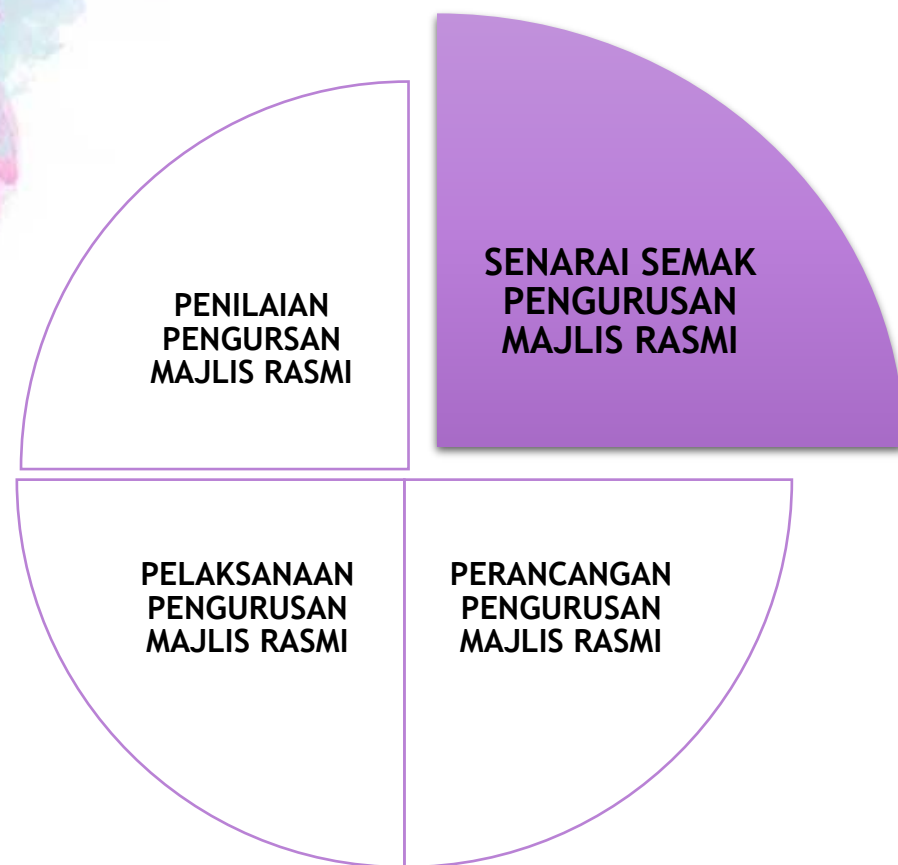 SENARAI SEMAK
PENGURUSAN
MAJLIS RASMI
PENILAIAN
PENGURSAN
MAJLIS RASMI
PELAKSANAAN
PENGURUSAN
MAJLIS RASMI
PERANCANGAN
PENGURUSAN
MAJLIS RASMI